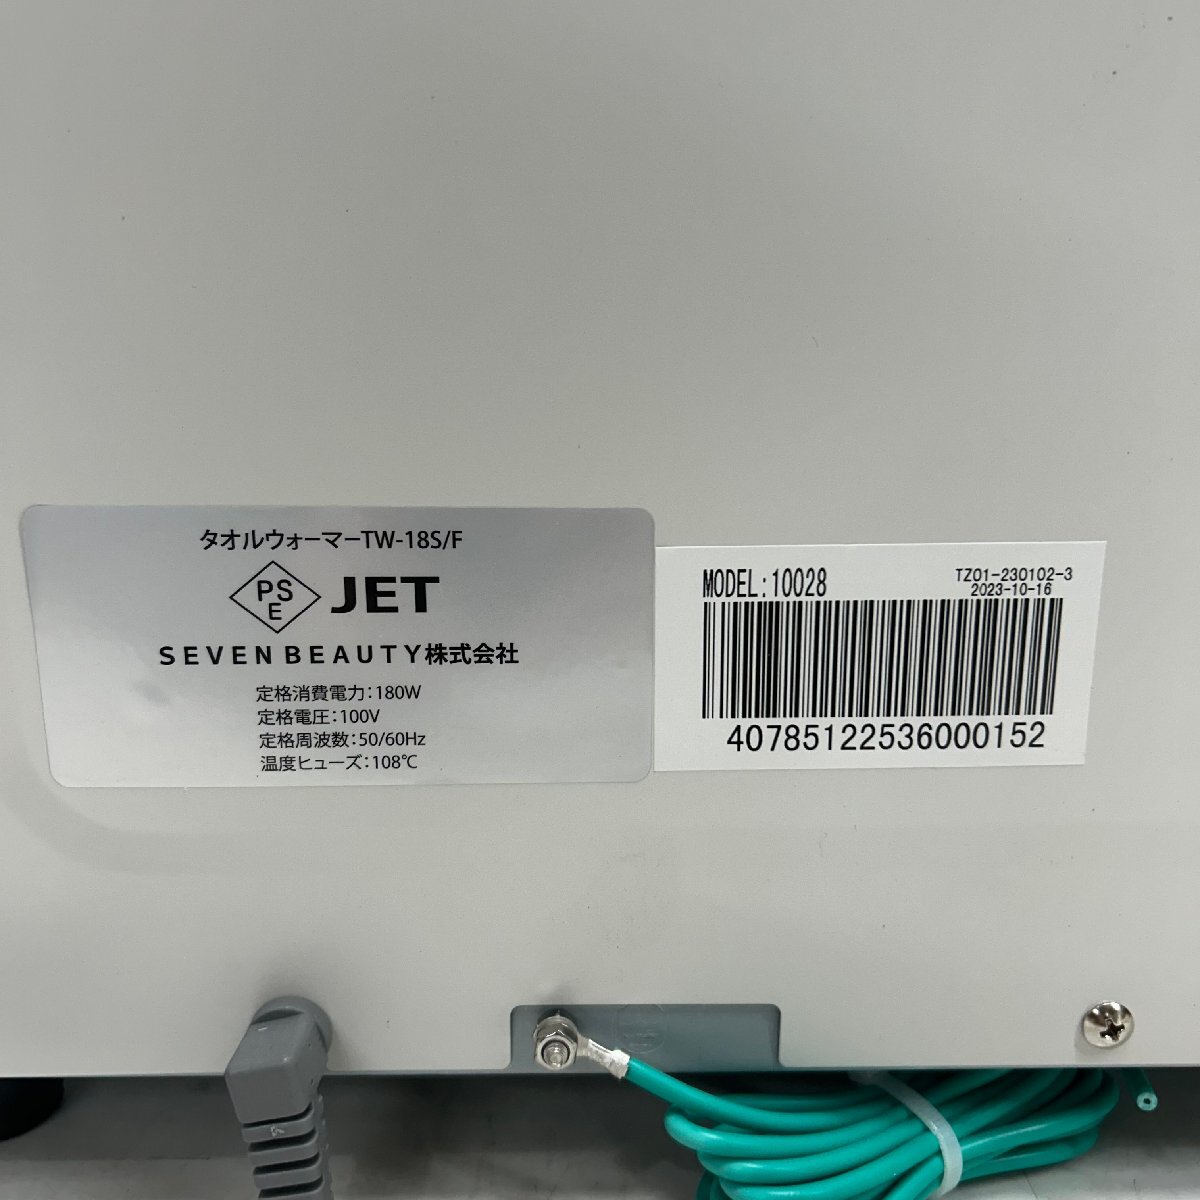 タオルウォーマーTW-18S/F
PS
E
JET
SEVEN BEAUTY株式会社
定格消費電力:180W
定格電圧:100V
定格周波数:50/60Hz
温度ヒューズ:108℃
MODEL:10028
TZ01-230102-3
2023-10-16
40785122536000152